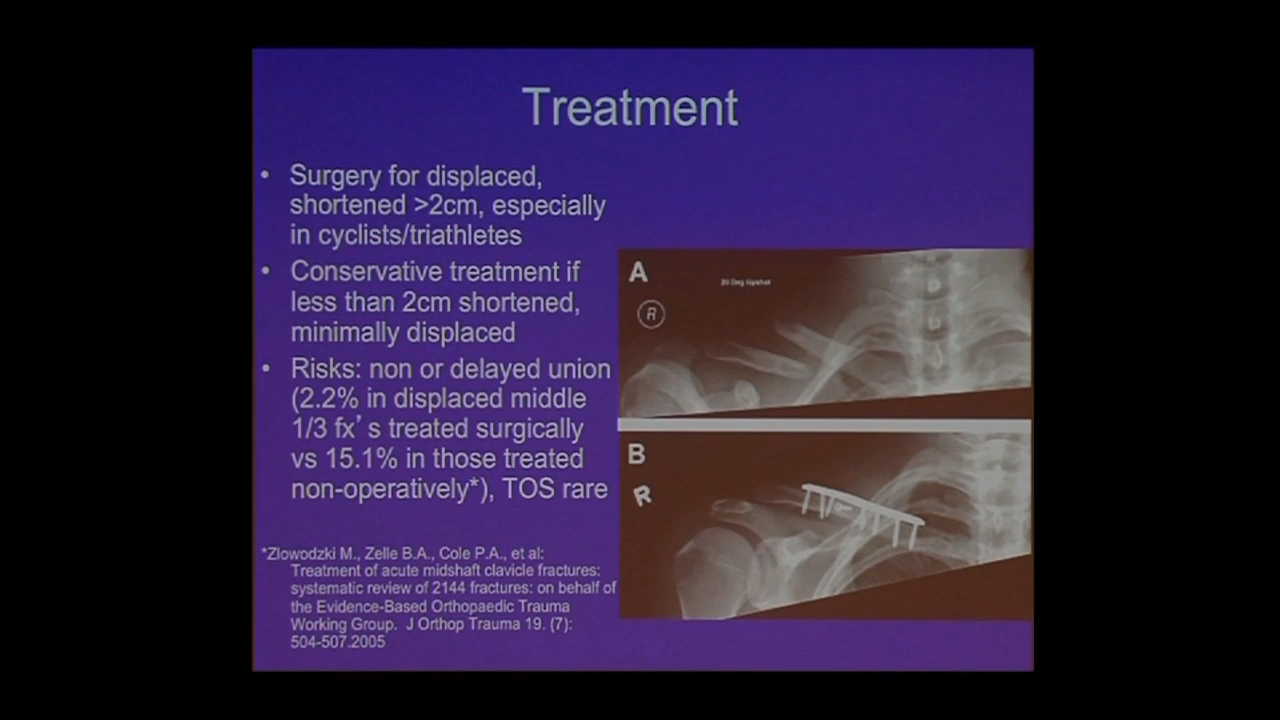 Treatment
• Surgery for displaced,
shortened >2cm, especially
in cyclists/triathletes
• Conservative treatment if
less than 2cm shortened,
minimally displaced
• Risks: non or delayed union
(2.2% in displaced middle
1/3 fx's treated surgically
vs 15.1% in those treated
non-operatively*), TOS rare
*Zlowodzki M., Zelle B.A., Cole P.A., et al:
Treatment of acute midshaft clavicle fractures:
systematic review of 2144 fractures: on behalf of
the Evidence-Based Orthopaedic Trauma
Working Group. J Orthop Trauma 19. (7):
504-507.2005
A
20 Deg Upshot
R
B
R